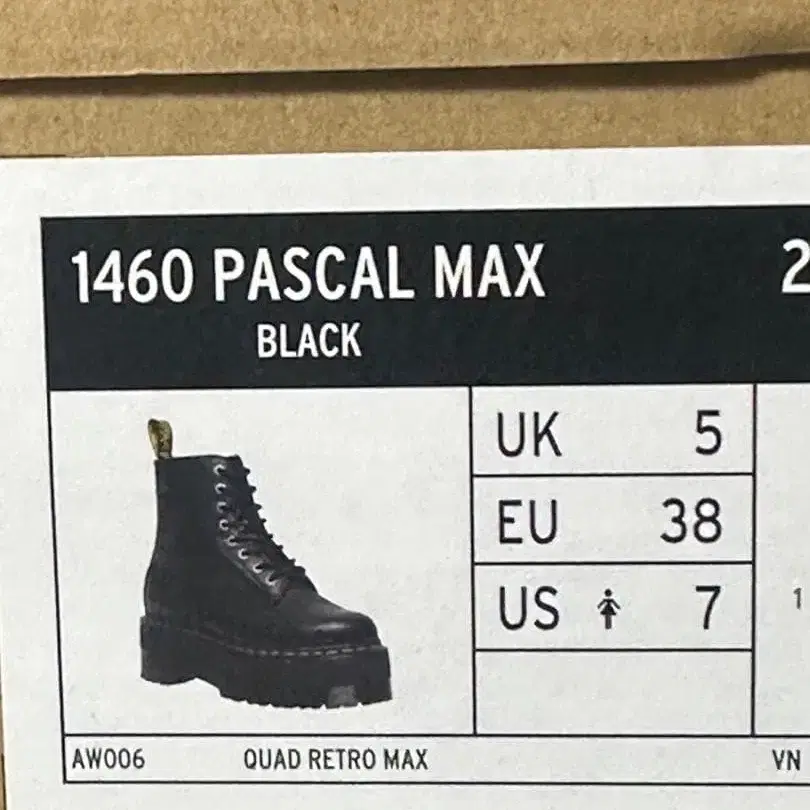 1460 PASCAL MAX 2
BLACK
UK 5
EU 38
US 7
1
AW006 QUAD RETRO MAX VN